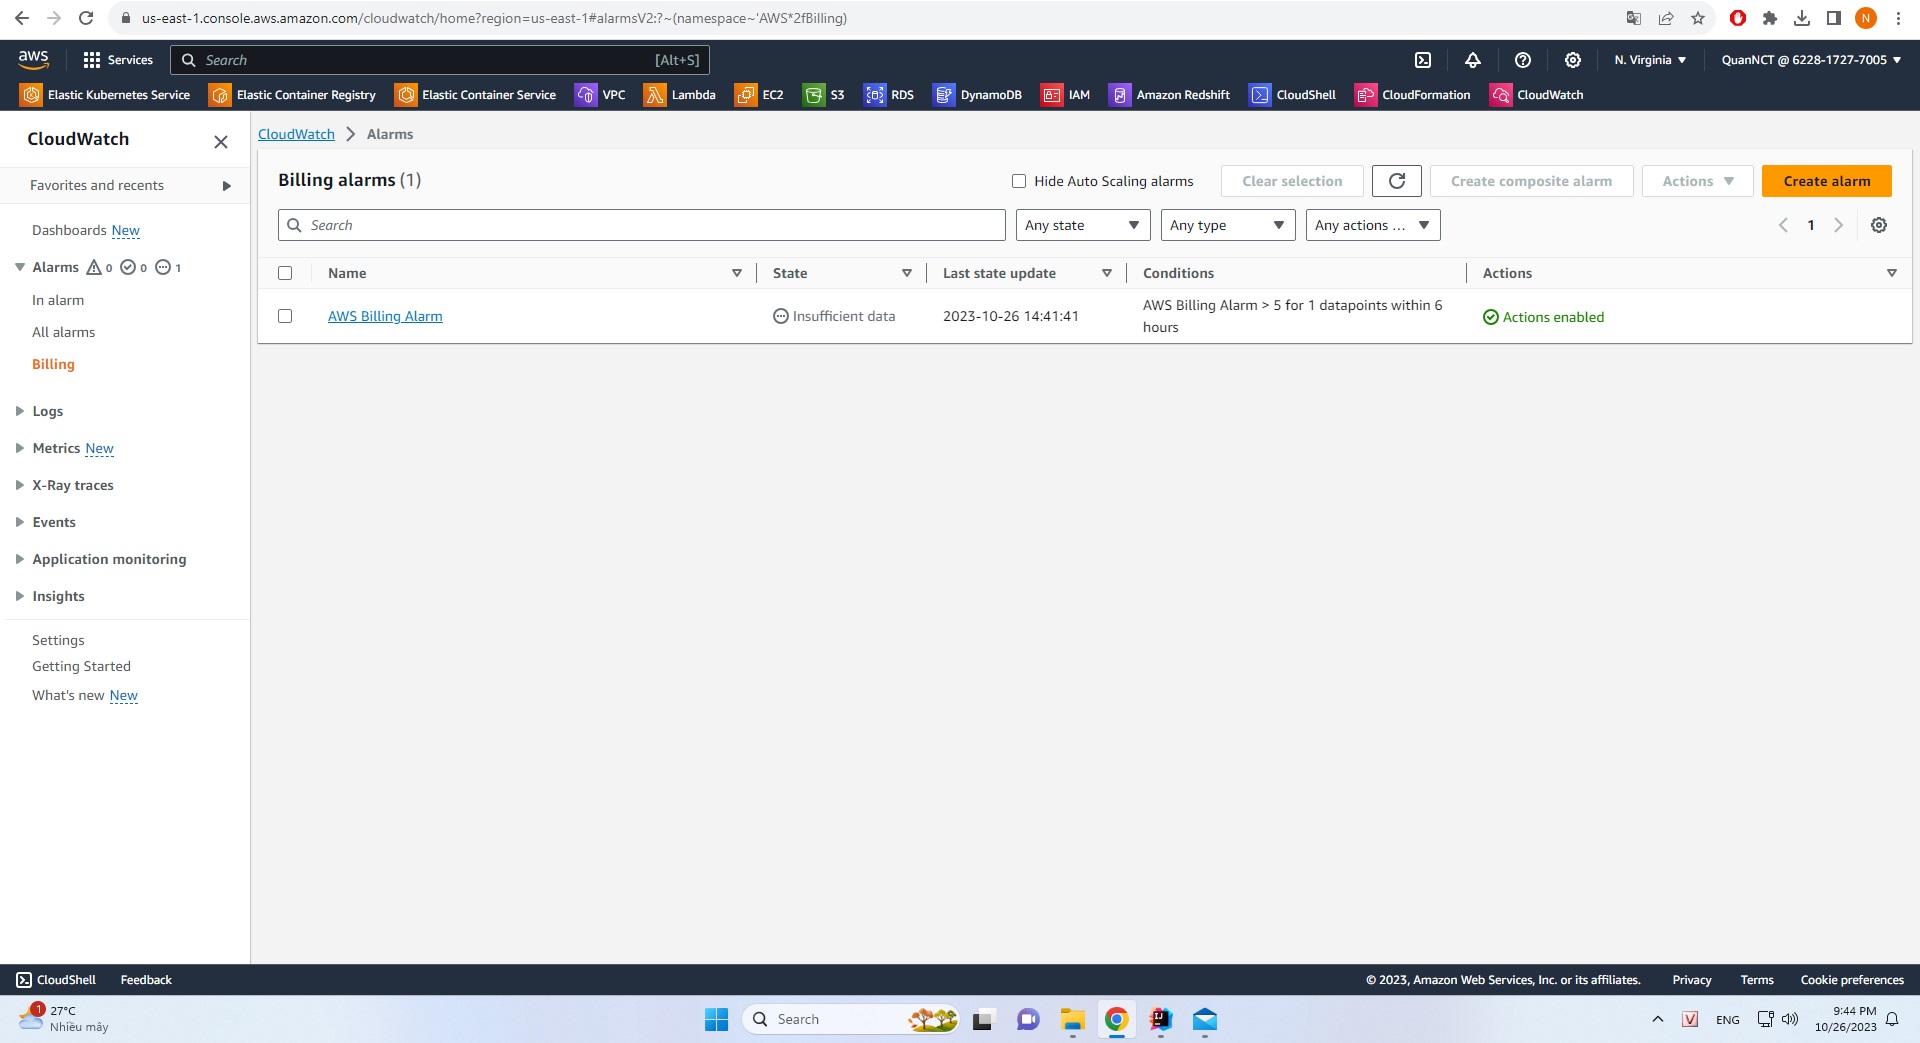 us-east-1.console.aws.amazon.com/cloudwatch/home?region=us-east-1#alarmsV2:?~(namespace~'AWS*2fBilling)
N
aws
Services
Search
[Alt+S]
N. Virginia
QuanNCT @ 6228-1727-7005
Elastic Kubernetes Service
Elastic Container Registry
Elastic Container Service
VPC
Lambda
EC2
S3
RDS
DynamoDB
IAM
Amazon Redshift
CloudShell
CloudFormation
CloudWatch
CloudWatch
Favorites and recents
Dashboards New
Alarms 0 0 1
In alarm
All alarms
Billing
Logs
Metrics New
X-Ray traces
Events
Application monitoring
Insights
Settings
Getting Started
What's new New
CloudWatch
Alarms
Billing alarms (1)
Hide Auto Scaling alarms
Clear selection
Create composite alarm
Actions
Create alarm
Search
Any state
Any type
Any actions ...
1
Name
State
Last state update
Conditions
Actions
AWS Billing Alarm
Insufficient data
2023-10-26 14:41:41
AWS Billing Alarm > 5 for 1 datapoints within 6
hours
Actions enabled
CloudShell
Feedback
© 2023, Amazon Web Services, Inc. or its affiliates.
Privacy
Terms
Cookie preferences
1
27°C
Nhiều mây
Search
V
ENG
9:44 PM
10/26/2023